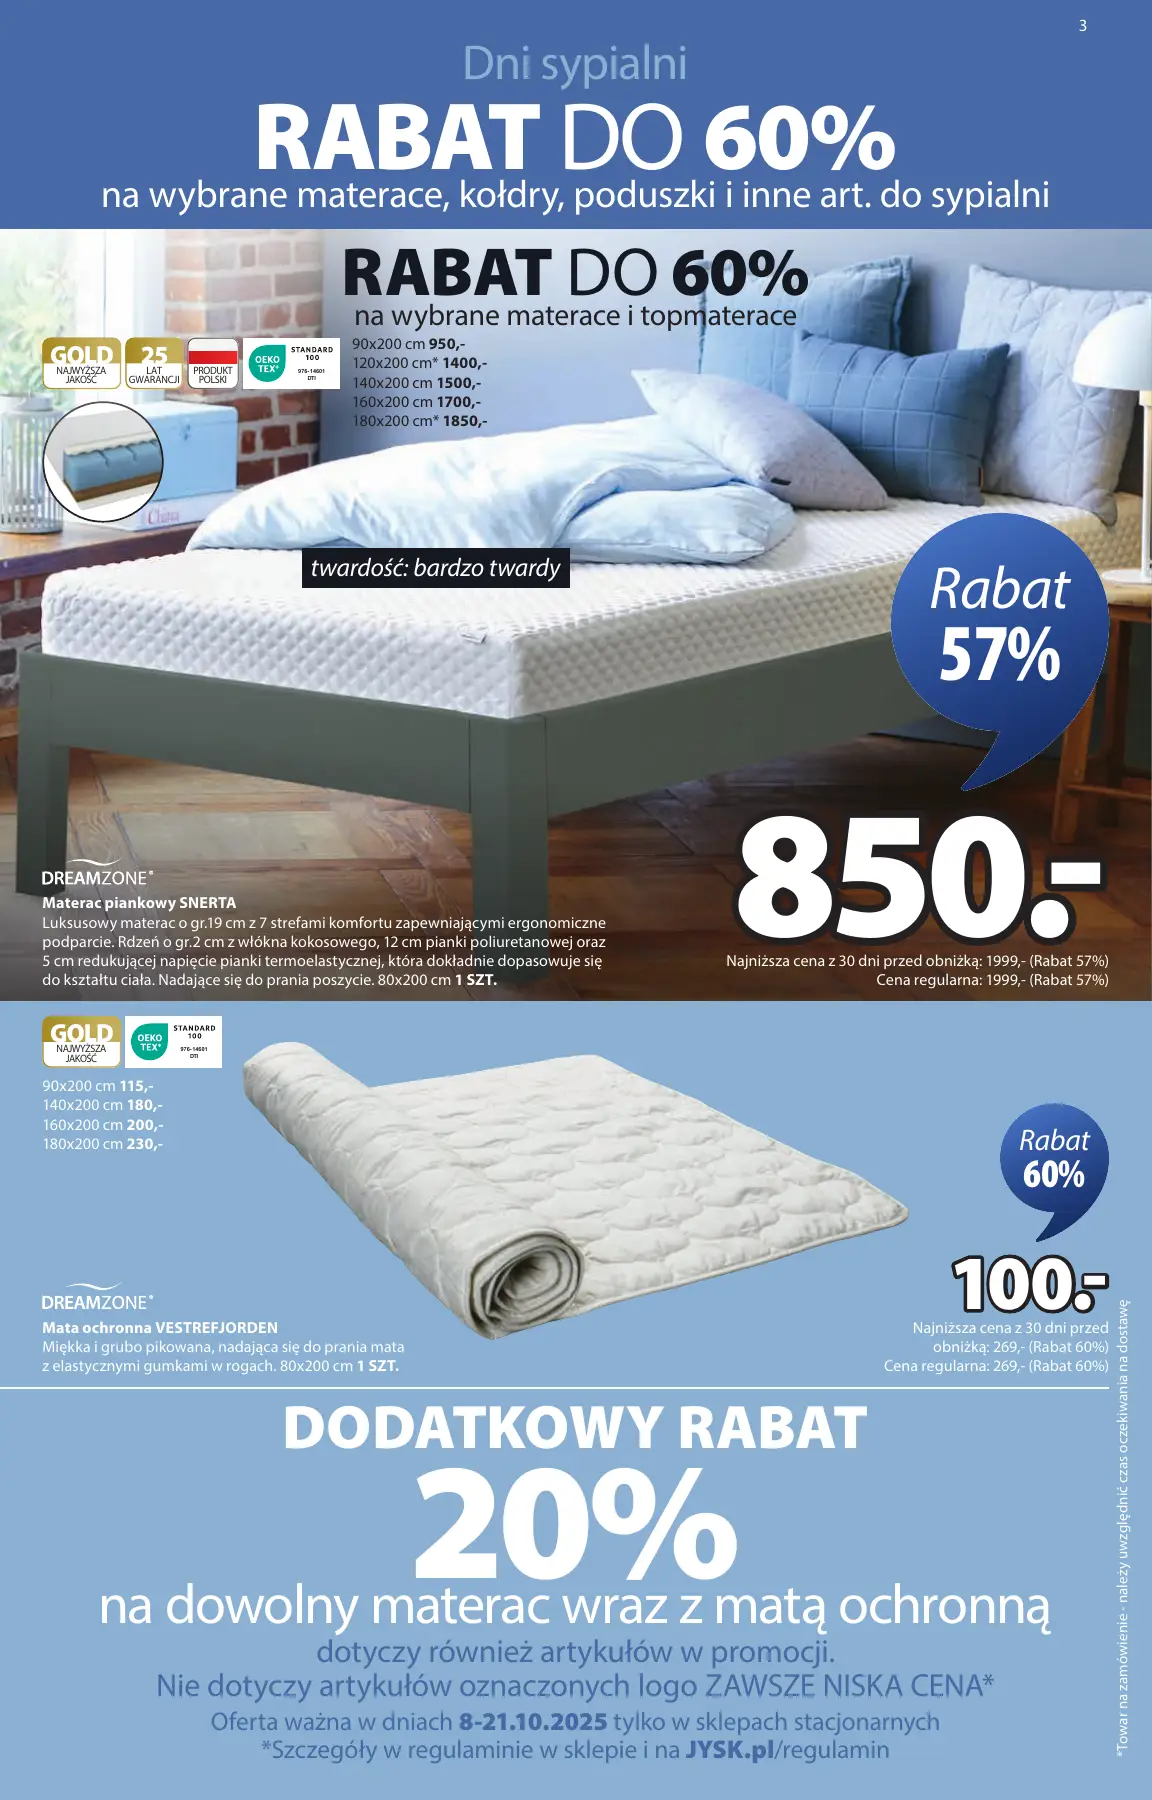 3
Dni sypialni
RABAT DO 60%
na wybrane materace, kołdry, poduszki i inne art. do sypialni
RABAT DO 60%
na wybrane materace i topmaterace
90x200 cm 950,-
120x200 cm* 1400,-
140x200 cm 1500,-
160x200 cm 1700,-
180x200 cm* 1850,-
GOLD
NAJWYŻSZA
JAKOŚĆ
25
LAT
GWARANCJI
PRODUKT
POLSKI
OEKO
TEX®
STANDARD
100
976-14601
DTI
China
twardość: bardzo twardy
Rabat
57%
850.-
Najniższa cena z 30 dni przed obniżką: 1999,- (Rabat 57%)
Cena regularna: 1999,- (Rabat 57%)
DREAMZONE®
Materac piankowy SNERTA
Luksusowy materac o gr.19 cm z 7 strefami komfortu zapewniającymi ergonomiczne
podparcie. Rdzeń o gr.2 cm z włókna kokosowego, 12 cm pianki poliuretanowej oraz
5 cm redukującej napięcie pianki termoelastycznej, która dokładnie dopasowuje się
do kształtu ciała. Nadające się do prania poszycie. 80x200 cm 1 SZT.
GOLD
NAJWYŻSZA
JAKOŚĆ
OEKO
TEX®
STANDARD
100
976-14601
DTI
90x200 cm 115,-
140x200 cm 180,-
160x200 cm 200,-
180x200 cm 230,-
Rabat
60%
100.-
Najniższa cena z 30 dni przed
obniżką: 269,- (Rabat 60%)
Cena regularna: 269,- (Rabat 60%)
DREAMZONE®
Mata ochronna VESTREFJORDEN
Miękka i grubo pikowana, nadająca się do prania mata
z elastycznymi gumkami w rogach. 80x200 cm 1 SZT.
DODATKOWY RABAT
20%
na dowolny materac wraz z matą ochronną
dotyczy również artykułów w promocji.
Nie dotyczy artykułów oznaczonych logo ZAWSZE NISKA CENA*
Oferta ważna w dniach 8-21.10.2025 tylko w sklepach stacjonarnych
*Szczegóły w regulaminie w sklepie i na JYSK.pl/regulamin
*Towar na zamówienie - należy uwzględnić czas oczekiwania na dostawę